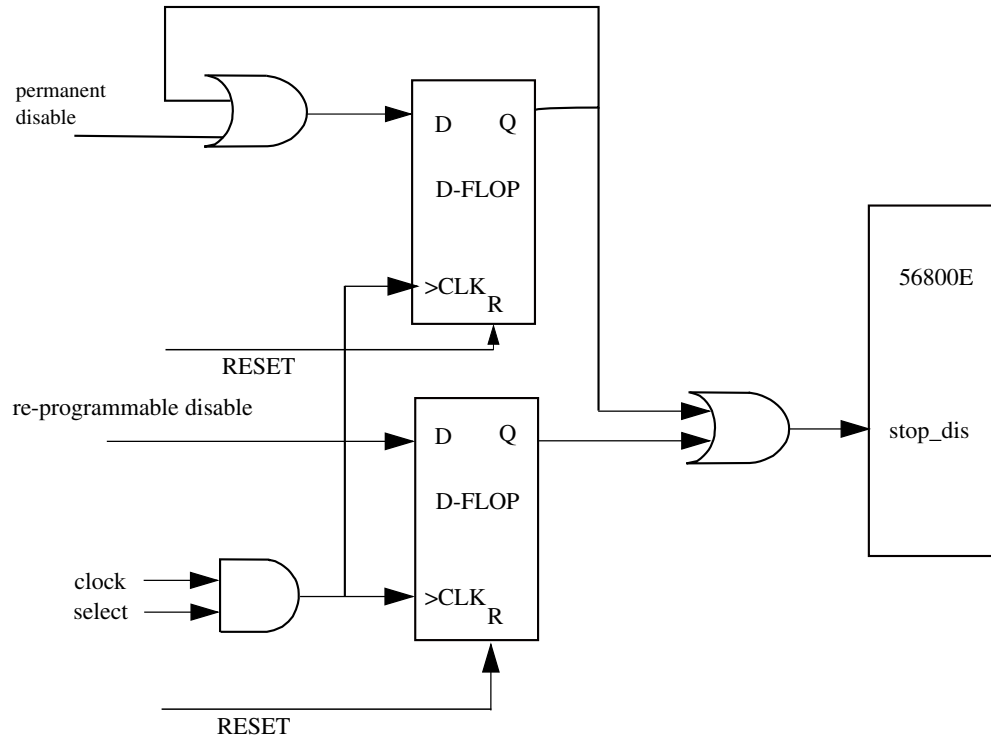 permanent
disable
D Q
D-FLOP
56800E
>CLK
R
RESET
re-programmable disable
D Q
stop_dis
D-FLOP
clock
select
>CLK
R
RESET